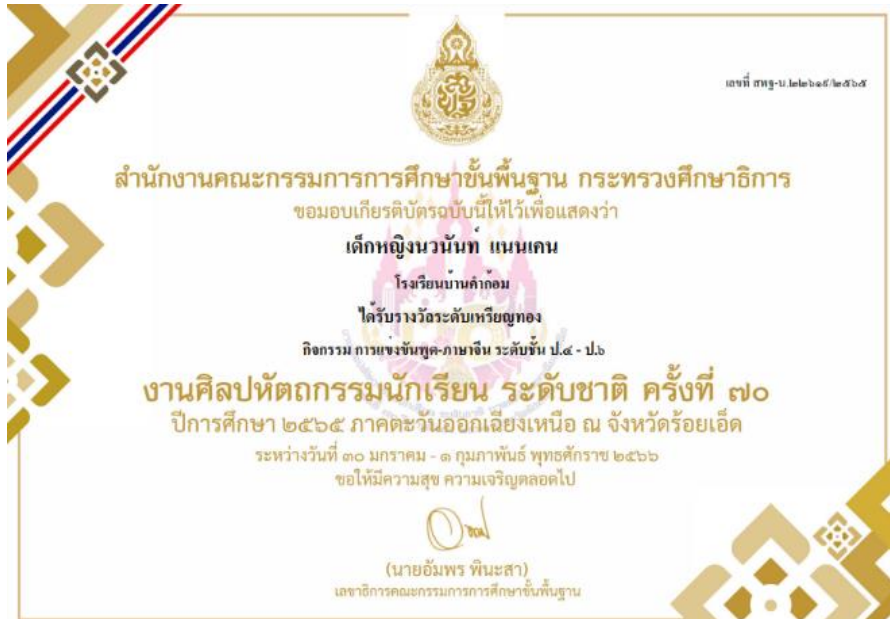 เลขที่ สพฐ-บ.๒๒๖๑๙/๒๕๖๕
สำนักงานคณะกรรมการการศึกษาขั้นพื้นฐาน กระทรวงศึกษาธิการ
ขอมอบเกียรติบัตรฉบับนี้ให้ไว้เพื่อแสดงว่า
เด็กหญิงนวนันท์ แนนเคน
โรงเรียนบ้านคำก้อม
ได้รับรางวัลระดับเหรียญทอง
กิจกรรม การแข่งขันพูด-ภาษาจีน ระดับชั้น ป.๔ - ป.๖
งานศิลปหัตถกรรมนักเรียน ระดับชาติ ครั้งที่ ๗๐
ปีการศึกษา ๒๕๖๕ ภาคตะวันออกเฉียงเหนือ ณ จังหวัดร้อยเอ็ด
ระหว่างวันที่ ๓๐ มกราคม - ๑ กุมภาพันธ์ พุทธศักราช ๒๕๖๖
ขอให้มีความสุข ความเจริญตลอดไป
(นายอัมพร พินะสา)
เลขาธิการคณะกรรมการการศึกษาขั้นพื้นฐาน